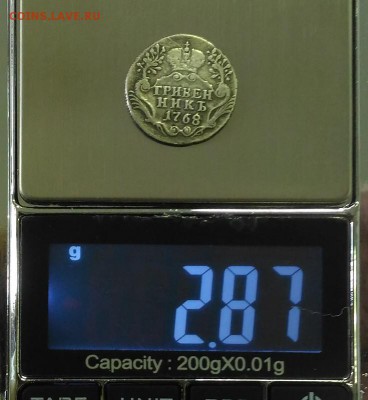 COINS.LAVE.RU
ГРИВЕН
НИКЪ
1768
g
2.87
Capacity : 200gX0.01g